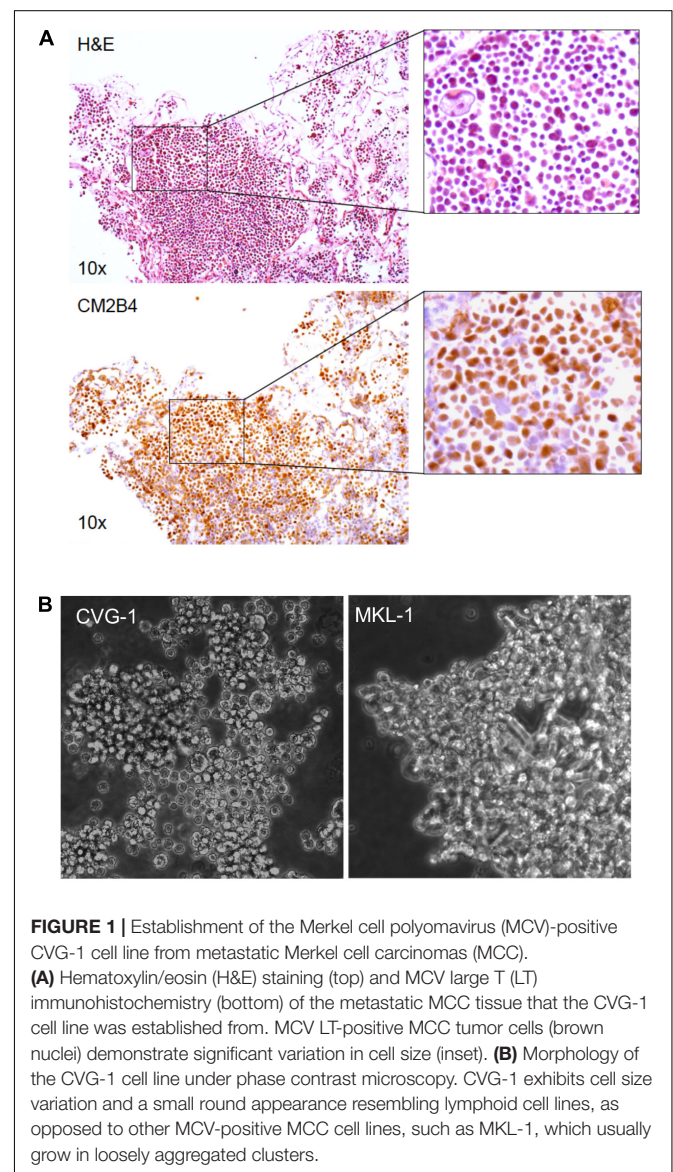 A
H&E
10x
CM2B4
10x
B
CVG-1
MKL-1
FIGURE 1 | Establishment of the Merkel cell polyomavirus (MCV)-positive
CVG-1 cell line from metastatic Merkel cell carcinomas (MCC).
(A) Hematoxylin/eosin (H&E) staining (top) and MCV large T (LT)
immunohistochemistry (bottom) of the metastatic MCC tissue that the CVG-1
cell line was established from. MCV LT-positive MCC tumor cells (brown
nuclei) demonstrate significant variation in cell size (inset). (B) Morphology of
the CVG-1 cell line under phase contrast microscopy. CVG-1 exhibits cell size
variation and a small round appearance resembling lymphoid cell lines, as
opposed to other MCV-positive MCC cell lines, such as MKL-1, which usually
grow in loosely aggregated clusters.